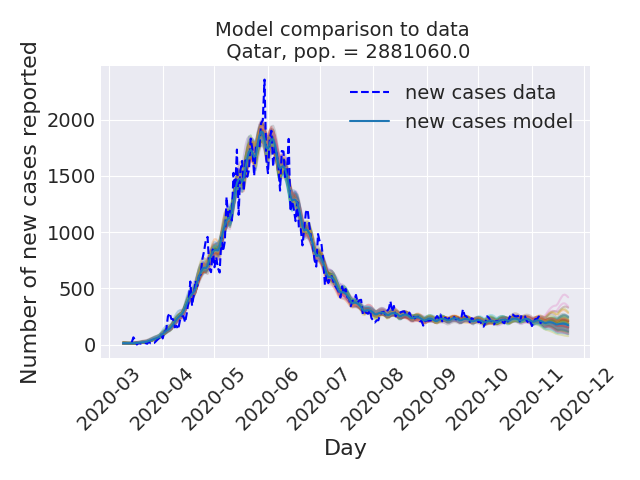 Model comparison to data
Qatar, pop. = 2881060.0
new cases data
new cases model
Number of new cases reported
2000
1500
1000
500
0
2020-03
2020-04
2020-05
2020-06
2020-07
2020-08
2020-09
2020-10
2020-11
2020-12
Day